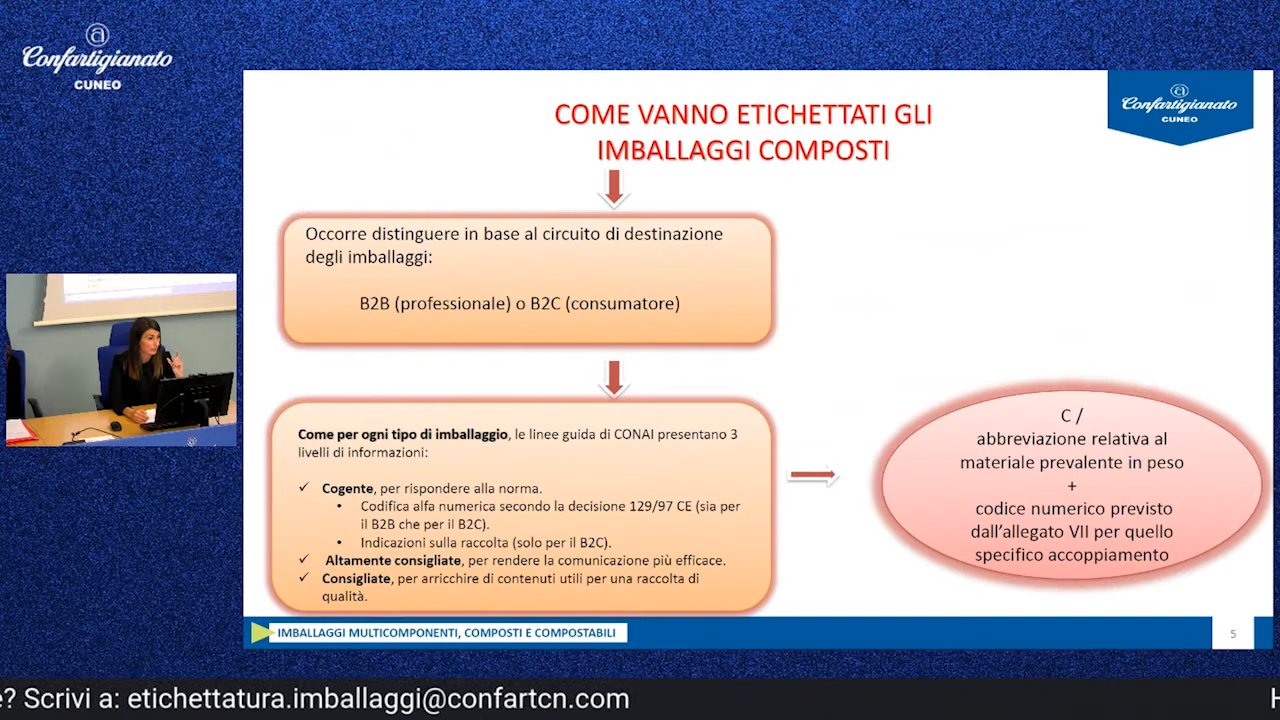 Confartigianato
CUNEO
Confartigianato
CUNEO
COME VANNO ETICHETTATI GLI
IMBALLAGGI COMPOSTI
Occorre distinguere in base al circuito di destinazione
degli imballaggi:
B2B (professionale) o B2C (consumatore)
Come per ogni tipo di imballaggio, le linee guida di CONAI presentano 3
livelli di informazioni:
✓ Cogente, per rispondere alla norma.
• Codifica alfa numerica secondo la decisione 129/97 CE (sia per
il B2B che per il B2C).
• Indicazioni sulla raccolta (solo per il B2C).
✓ Altamente consigliate, per rendere la comunicazione più efficace.
✓ Consigliate, per arricchire di contenuti utili per una raccolta di
qualità.
C /
abbreviazione relativa al
materiale prevalente in peso
+
codice numerico previsto
dall'allegato VII per quello
specifico accoppiamento
IMBALLAGGI MULTICOMPONENTI, COMPOSTI E COMPOSTABILI
5
e? Scrivi a: etichettatura.imballaggi@confartcn.com H